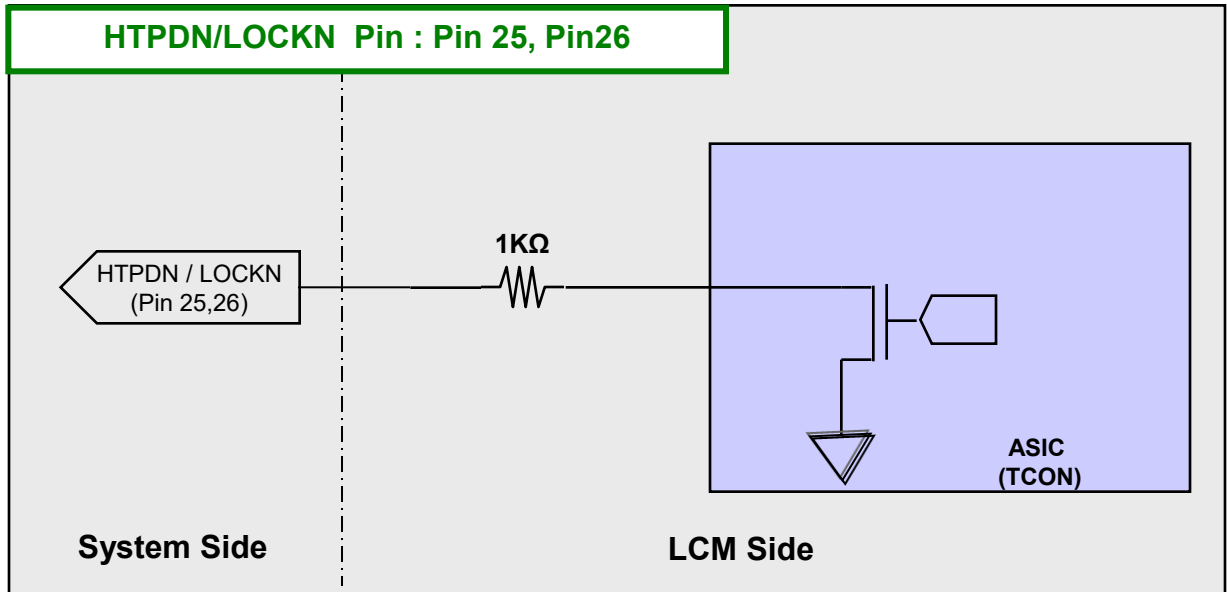 HTPDN/LOCKN Pin : Pin 25, Pin26
1KΩ
HTPDN / LOCKN
(Pin 25,26)
ASIC
(TCON)
System Side
LCM Side